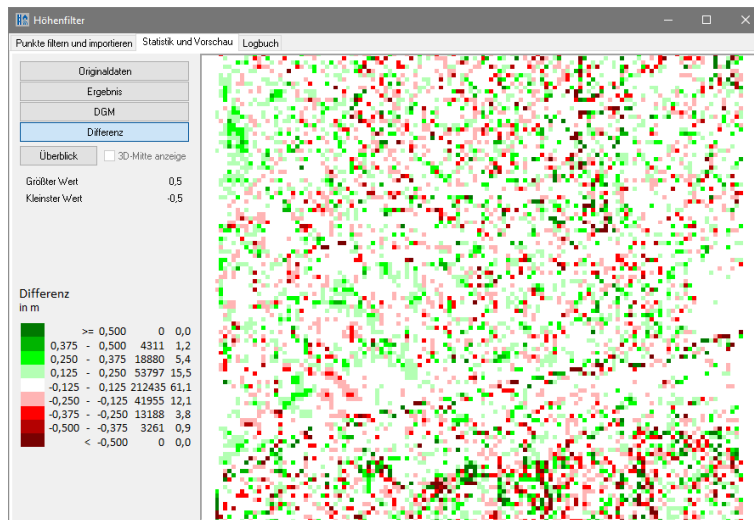 Höhenfilter
Punkte filtern und importieren Statistik und Vorschau Logbuch
Originaldaten
Ergebnis
DGM
Differenz
Überblick 3D-Mitte anzeige
Größter Wert 0,5
Kleinster Wert -0,5
Differenz
in m
>= 0,500 0 0,0
0,375 - 0,500 4311 1,2
0,250 - 0,375 18880 5,4
0,125 - 0,250 53797 15,5
-0,125 - 0,125 212435 61,1
-0,250 - -0,125 41955 12,1
-0,375 - -0,250 13188 3,8
-0,500 - -0,375 3261 0,9
< -0,500 0 0,0